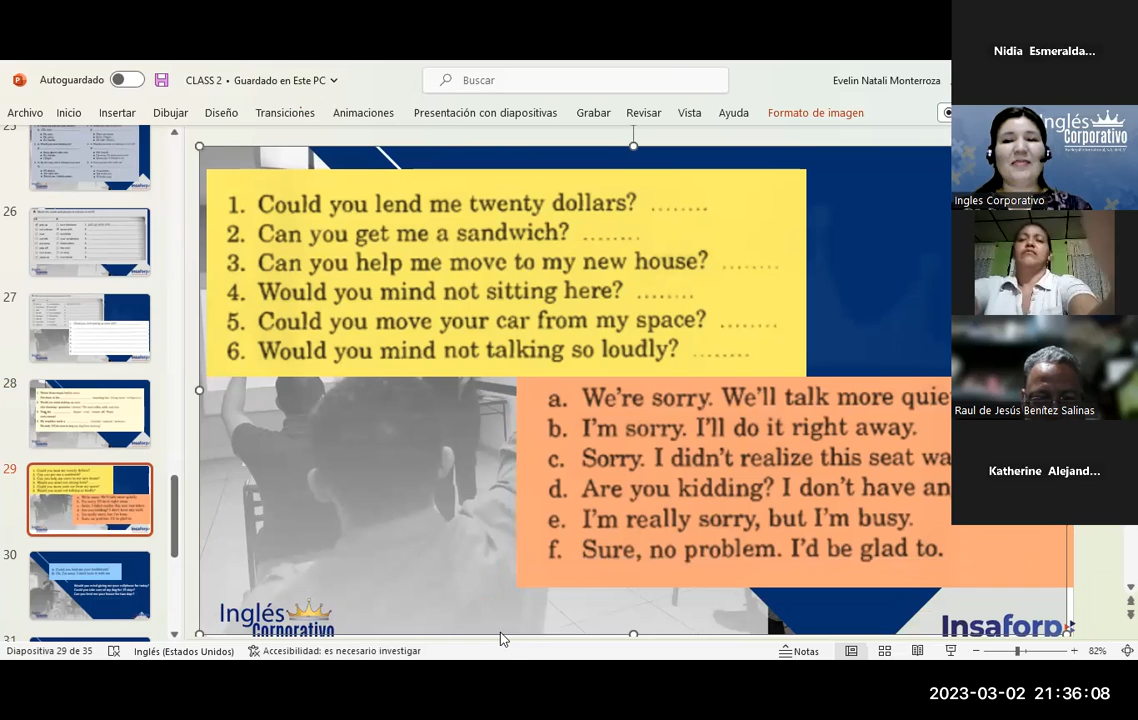 Autoguardado
CLASS 2 • Guardado en Este PC
Buscar
Evelin Natali Monterroza
Archivo Inicio Insertar Dibujar Diseño Transiciones Animaciones Presentación con diapositivas Grabar Revisar Vista Ayuda Formato de imagen
25
26
27
28
29
30
31
1. Could you lend me twenty dollars? ........
2. Can you get me a sandwich? ........
3. Can you help me move to my new house? ........
4. Would you mind not sitting here? ........
5. Could you move your car from my space? ........
6. Would you mind not talking so loudly? ........
a. We're sorry. We'll talk more quie
b. I'm sorry. I'll do it right away.
c. Sorry. I didn't realize this seat wa
d. Are you kidding? I don't have an
e. I'm really sorry, but I'm busy.
f. Sure, no problem. I'd be glad to.
Inglés
Corporativo
Insaforp
Nidia Esmeralda...
Inglés
Corporativo
Ingles Corporativo
Raul de Jesús Benítez Salinas
Katherine Alejand...
Diapositiva 29 de 35
Inglés (Estados Unidos)
Accesibilidad: es necesario investigar
Notas
82%
2023-03-02 21:36:08